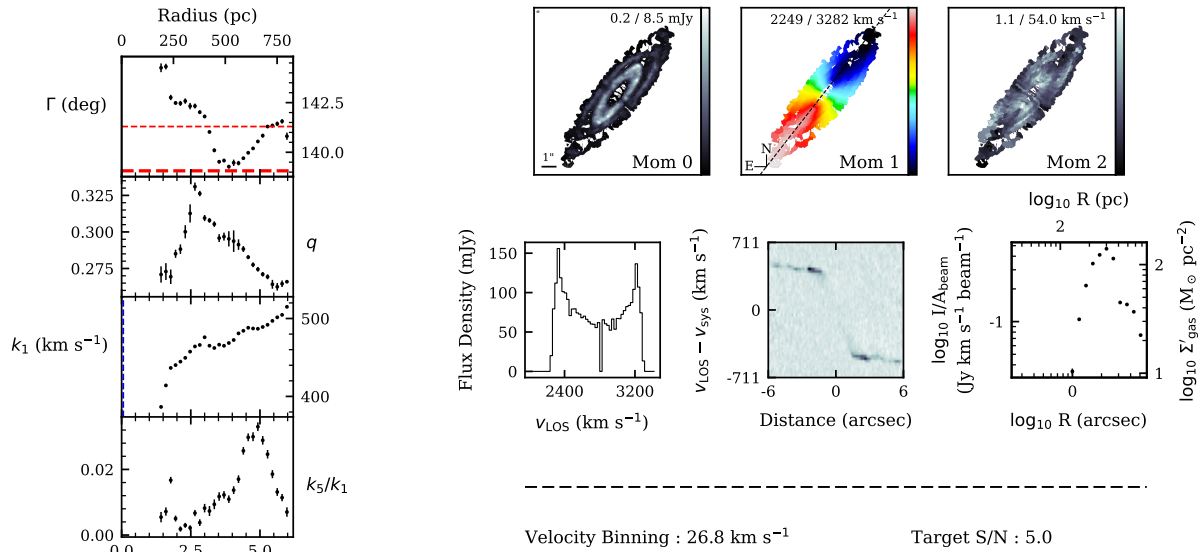 Radius (pc)
0 250 500 750
Γ (deg)
142.5
140.0
0.325
0.300
0.275
q
k₁ (km s⁻¹)
500
400
0.02
0.00
k₅/k₁
0.0 2.5 5.0
0.2 / 8.5 mJy
1"
Mom 0
2249 / 3282 km s⁻¹
N
E
Mom 1
1.1 / 54.0 km s⁻¹
Mom 2
Flux Density (mJy)
150
100
50
0
2400 3200
v_LOS (km s⁻¹)
v_LOS − v_sys (km s⁻¹)
711
0
-711
-6 0 6
Distance (arcsec)
log₁₀ R (pc)
2
log₁₀ I/A_beam
(Jy km s⁻¹ beam⁻¹)
-1
0
log₁₀ R (arcsec)
2
1
log₁₀ Σ′_gas (M⊙ pc⁻²)
Velocity Binning : 26.8 km s⁻¹
Target S/N : 5.0